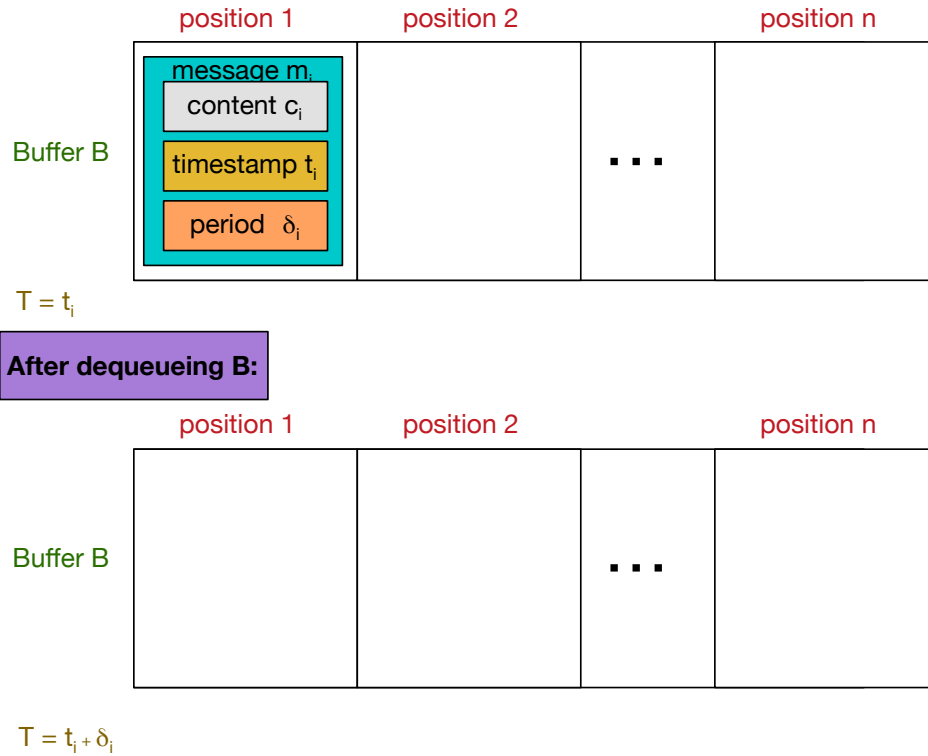 position 1 position 2 position n
message mᵢ
content cᵢ
Buffer B
timestamp tᵢ
...
period δᵢ
T = tᵢ
After dequeueing B:
position 1 position 2 position n
Buffer B
...
T = tᵢ + δᵢ